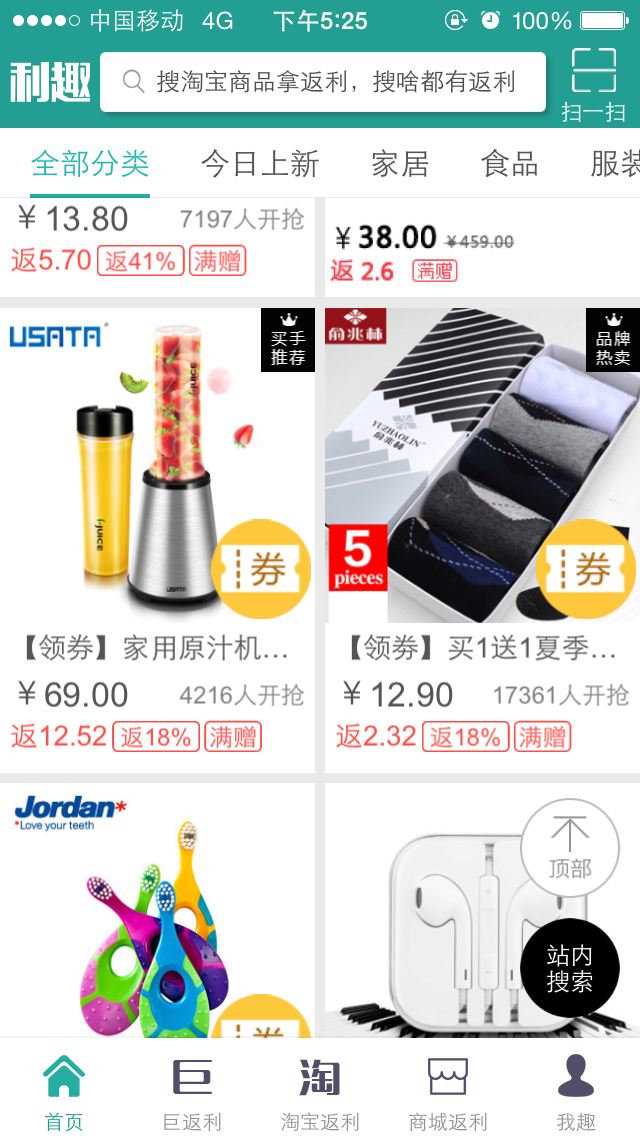 中国移动 4G 下午5:25 100%
利趣
搜淘宝商品拿返利，搜啥都有返利
扫一扫
全部分类 今日上新 家居 食品 服装
￥13.80 7197人开抢
返5.70 返41% 满赠
￥38.00 ￥459.00
返 2.6 满赠
USATA®
买手
推荐
J-JUICE
J-JUICE
USATA
券
【领券】家用原汁机...
￥69.00 4216人开抢
返12.52 返18% 满赠
俞兆林
品牌
热卖
YUZHAOLIN
俞兆林
5
pieces
券
【领券】买1送1夏季...
￥12.90 17361人开抢
返2.32 返18% 满赠
Jordan*
*Love your teeth
券
顶部
站内
搜索
首页 巨返利 淘宝返利 商城返利 我趣
巨 淘